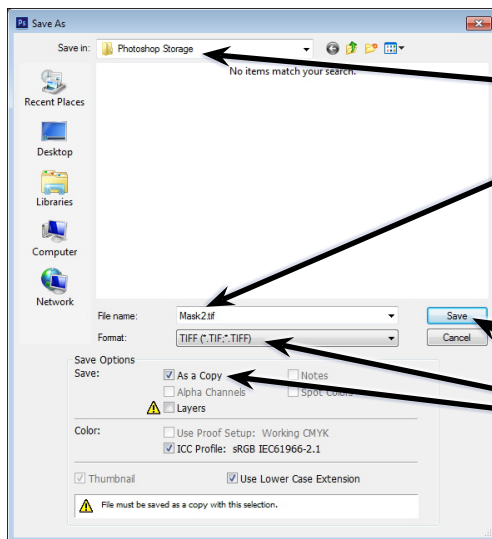 Ps Save As
Save in: Photoshop Storage
No items match your search.
Recent Places
Desktop
Libraries
Computer
Network
File name: Mask2.tif Save
Format: TIFF (*.TIF;*.TIFF) Cancel
Save Options
Save: As a Copy Notes
Alpha Channels Spot Colors
Layers
Color: Use Proof Setup: Working CMYK
ICC Profile: sRGB IEC61966-2.1
Thumbnail Use Lower Case Extension
File must be saved as a copy with this selection.